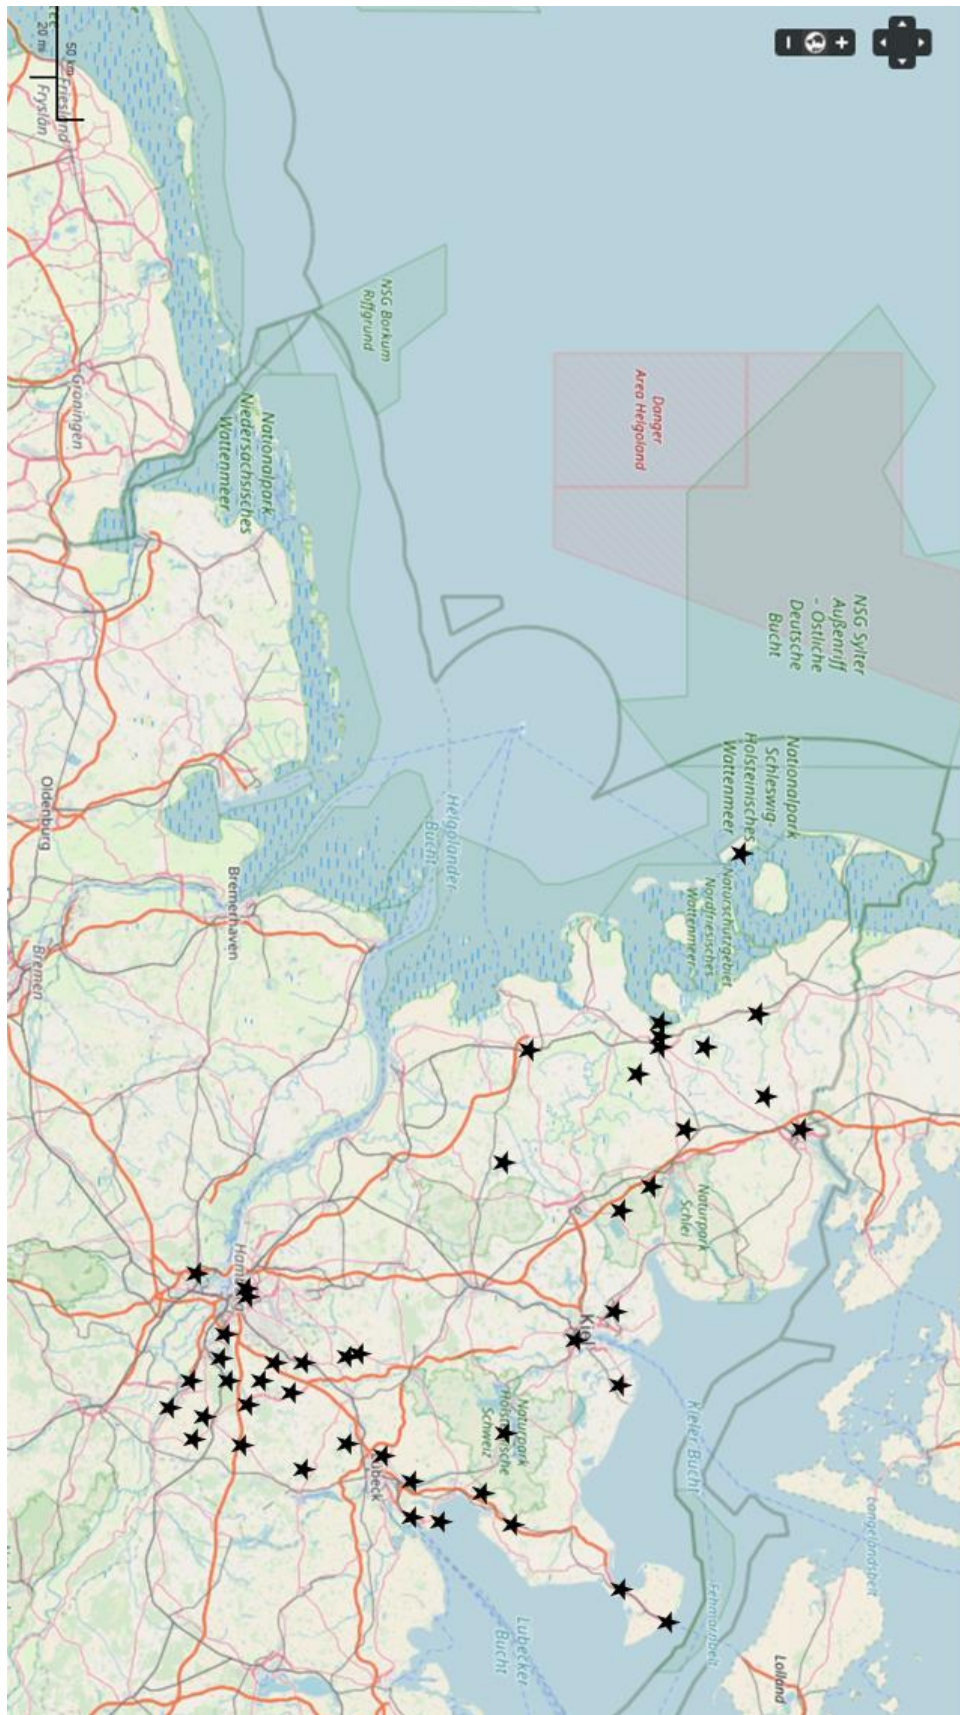 50 km
20 mi
Friesland
Fryslân
Groningen
NSG Borkum
Riffgrund
Nationalpark
Niedersächsisches
Wattenmeer
Danger
Area Helgoland
NSG Sylter
Außenriff
- Östliche
Deutsche
Bucht
Nationalpark
Schleswig-
Holsteinisches
Wattenmeer
Naturschutzgebiet
Nordfriesisches
Wattenmeer
Helgoländer
Bucht
Oldenburg
Bremerhaven
Bremen
Naturpark
Schlei
Kiel
Kieler Bucht
Naturpark
Holsteinische
Schweiz
Lübeck
Lübecker
Bucht
Fehmarnbelt
Langelandsbelt
Lolland